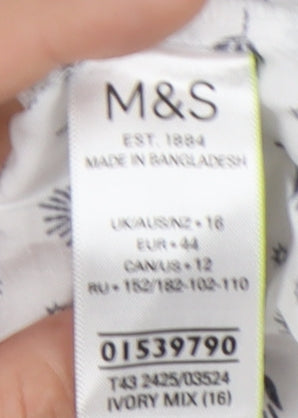 M&S
EST. 1884
MADE IN BANGLADESH
UK/AUS/NZ • 16
EUR • 44
CAN/US • 12
RU • 152/182-102-110
01539790
T43 2425/03524
IVORY MIX (16)